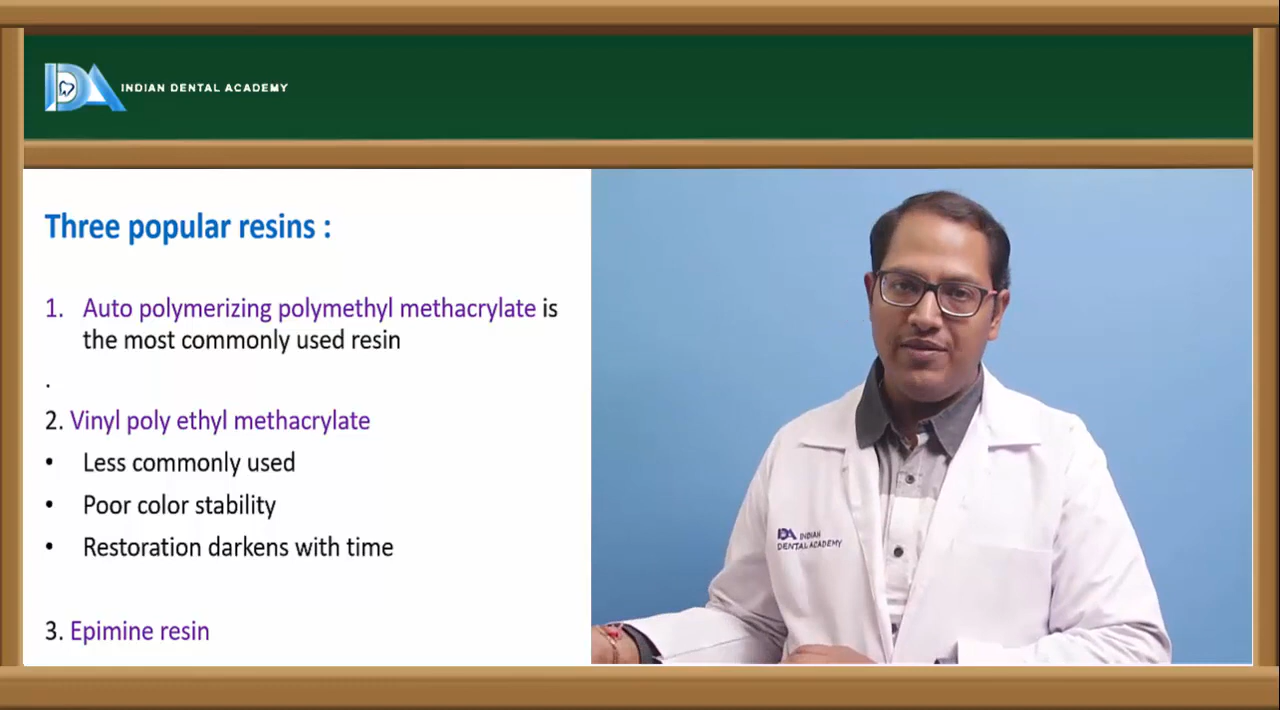 IDA INDIAN DENTAL ACADEMY
Three popular resins :
1. Auto polymerizing polymethyl methacrylate is
the most commonly used resin
.
2. Vinyl poly ethyl methacrylate
• Less commonly used
• Poor color stability
• Restoration darkens with time
3. Epimine resin
IDA INDIAN
DENTAL ACADEMY